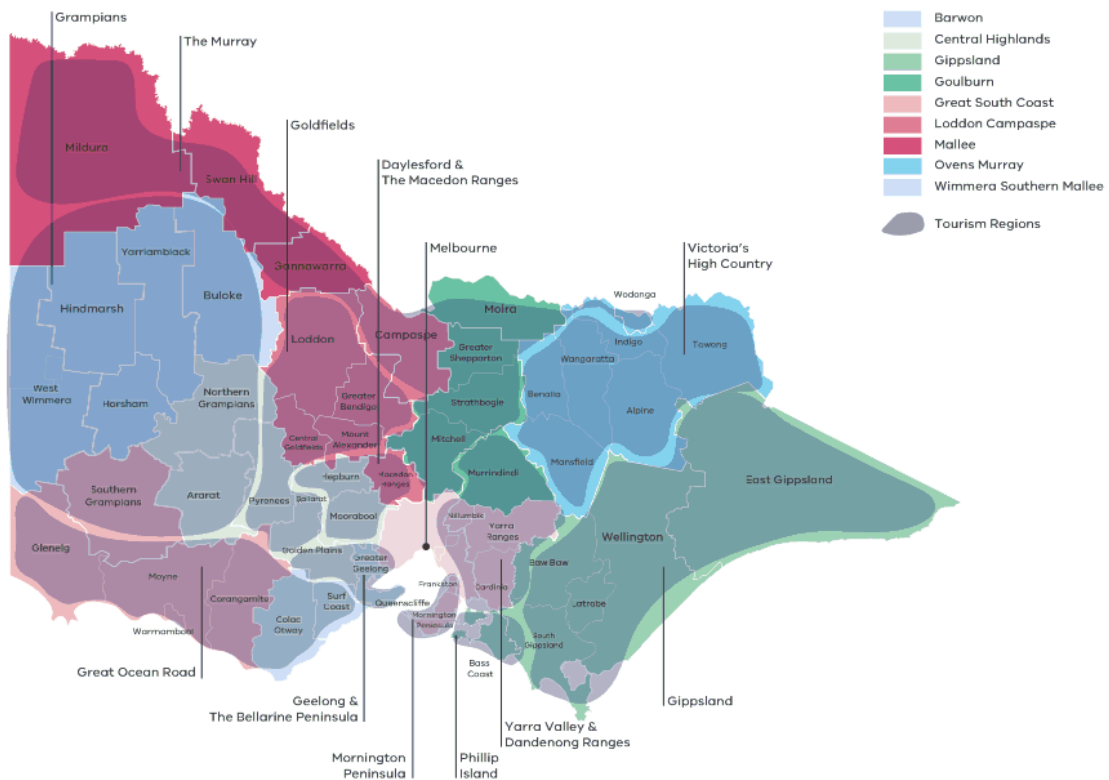 Grampians
The Murray
Goldfields
Daylesford &
The Macedon Ranges
Melbourne
Victoria's
High Country
Barwon
Central Highlands
Gippsland
Goulburn
Great South Coast
Loddon Campaspe
Mallee
Ovens Murray
Wimmera Southern Mallee
Tourism Regions
Mildura
Swan Hill
Gannawarra
Yarriambiack
Buloke
Hindmarsh
West
Wimmera
Horsham
Northern
Grampians
Southern
Grampians
Ararat
Pyrenees
Loddon
Campaspe
Greater
Bendigo
Central
Goldfields
Mount
Alexander
Macedon
Ranges
Hepburn
Ballarat
Moorabool
Golden Plains
Greater
Geelong
Moira
Greater
Shepparton
Strathbogie
Mitchell
Murrindindi
Wodonga
Indigo
Towong
Wangaratta
Benalla
Alpine
Mansfield
East Gippsland
Wellington
Nillumbik
Yarra
Ranges
Cardinia
Baw Baw
Latrobe
South
Gippsland
Bass
Coast
Frankston
Mornington
Peninsula
Queenscliffe
Surf
Coast
Colac
Otway
Corangamite
Moyne
Warrnambool
Glenelg
Great Ocean Road
Geelong &
The Bellarine Peninsula
Mornington
Peninsula
Phillip
Island
Yarra Valley &
Dandenong Ranges
Gippsland